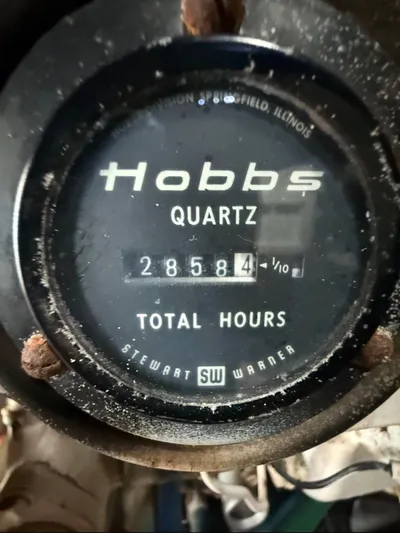 SPRINGFIELD, ILLINOIS
Hobbs
QUARTZ
28584 ◄ 1/10
TOTAL HOURS
STEWART SW WARNER